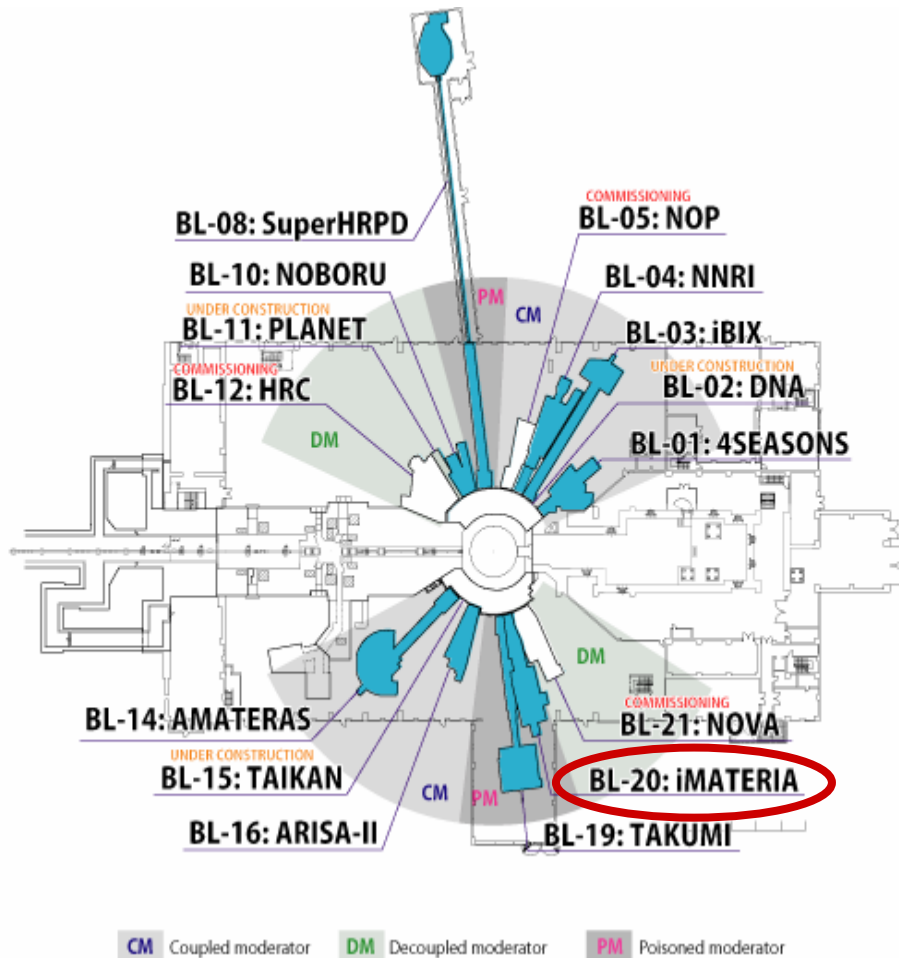 COMMISSIONING
BL-05: NOP
BL-08: SuperHRPD
BL-10: NOBORU
BL-04: NNRI
PM
CM
UNDER CONSTRUCTION
BL-11: PLANET
BL-03: iBIX
UNDER CONSTRUCTION
BL-02: DNA
COMMISSIONING
BL-12: HRC
DM
BL-01: 4SEASONS
DM
COMMISSIONING
BL-21: NOVA
BL-14: AMATERAS
UNDER CONSTRUCTION
BL-15: TAIKAN
CM
PM
BL-20: iMATERIA
BL-16: ARISA-II
BL-19: TAKUMI
CM Coupled moderator DM Decoupled moderator PM Poisoned moderator